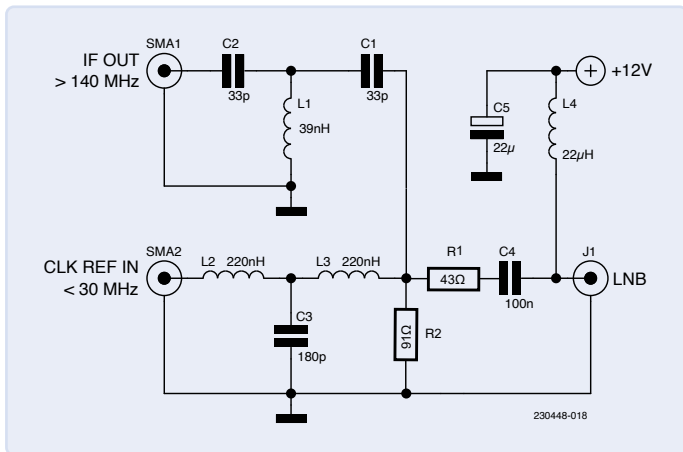 SMA1
IF OUT
> 140 MHz
C2
33p
C1
33p
L1
39nH
+12V
C5
22µ
L4
22µH
SMA2
CLK REF IN
< 30 MHz
L2 220nH
L3 220nH
C3
180p
R1
43Ω
C4
100n
J1
LNB
91Ω
R2
230448-018